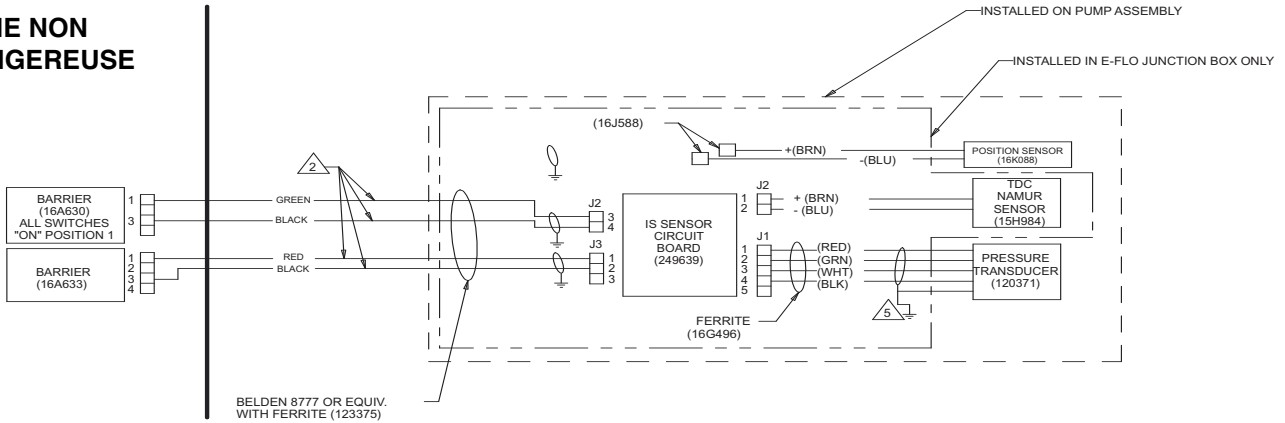 IE NON
NGEREUSE
INSTALLED ON PUMP ASSEMBLY
INSTALLED IN E-FLO JUNCTION BOX ONLY
(16J588)
+(BRN)
-(BLU)
POSITION SENSOR
(16K088)
2
BARRIER
(16A630)
ALL SWITCHES
"ON" POSITION 1
1
3
GREEN
BLACK
J2
3
4
IS SENSOR
CIRCUIT
BOARD
(249639)
J2
1
2
+ (BRN)
- (BLU)
TDC
NAMUR
SENSOR
(15H984)
BARRIER
(16A633)
1
2
3
4
RED
BLACK
J3
1
2
3
J1
1
2
3
4
5
(RED)
(GRN)
(WHT)
(BLK)
PRESSURE
TRANSDUCER
(120371)
5
FERRITE
(16G496)
BELDEN 8777 OR EQUIV.
WITH FERRITE (123375)